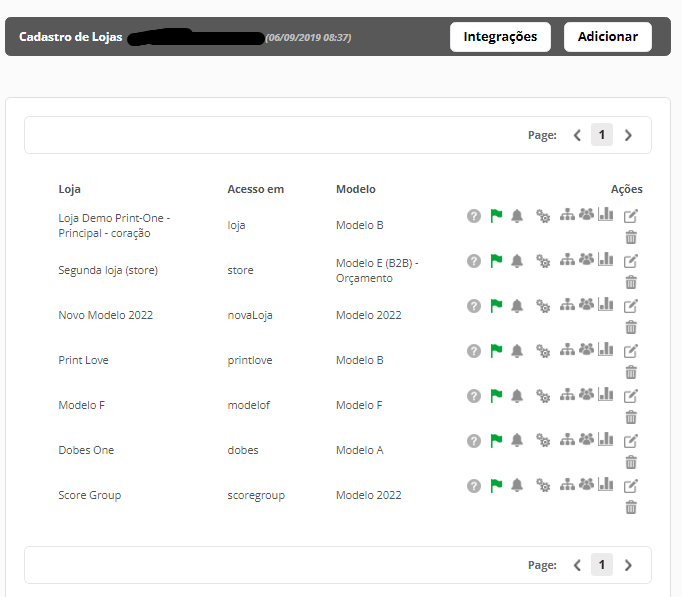 Cadastro de Lojas (06/09/2019 08:37) Integrações Adicionar
Page: 1
Loja Acesso em Modelo Ações
Loja Demo Print-One - Principal - coração loja Modelo B
Segunda loja (store) store Modelo E (B2B) - Orçamento
Novo Modelo 2022 novaLoja Modelo 2022
Print Love printlove Modelo B
Modelo F modelof Modelo F
Dobes One dobes Modelo A
Score Group scoregroup Modelo 2022
Page: 1